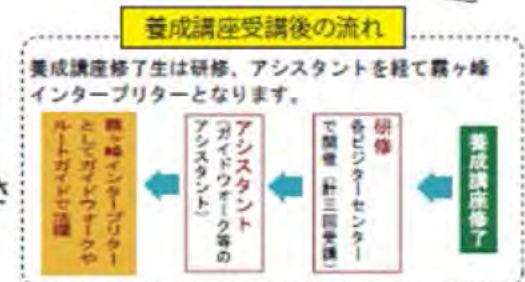 養成講座受講後の流れ
養成講座修了生は研修、アシスタントを経て霧ヶ峰
インタープリターとなります。
養成講座修了
研修
各ビジターセンター
で開催（計三回受講）
アシスタント
（ガイドウォーク等の
アシスタント）
霧ヶ峰インタープリター
としてガイドウォークや
ルートガイドで活躍